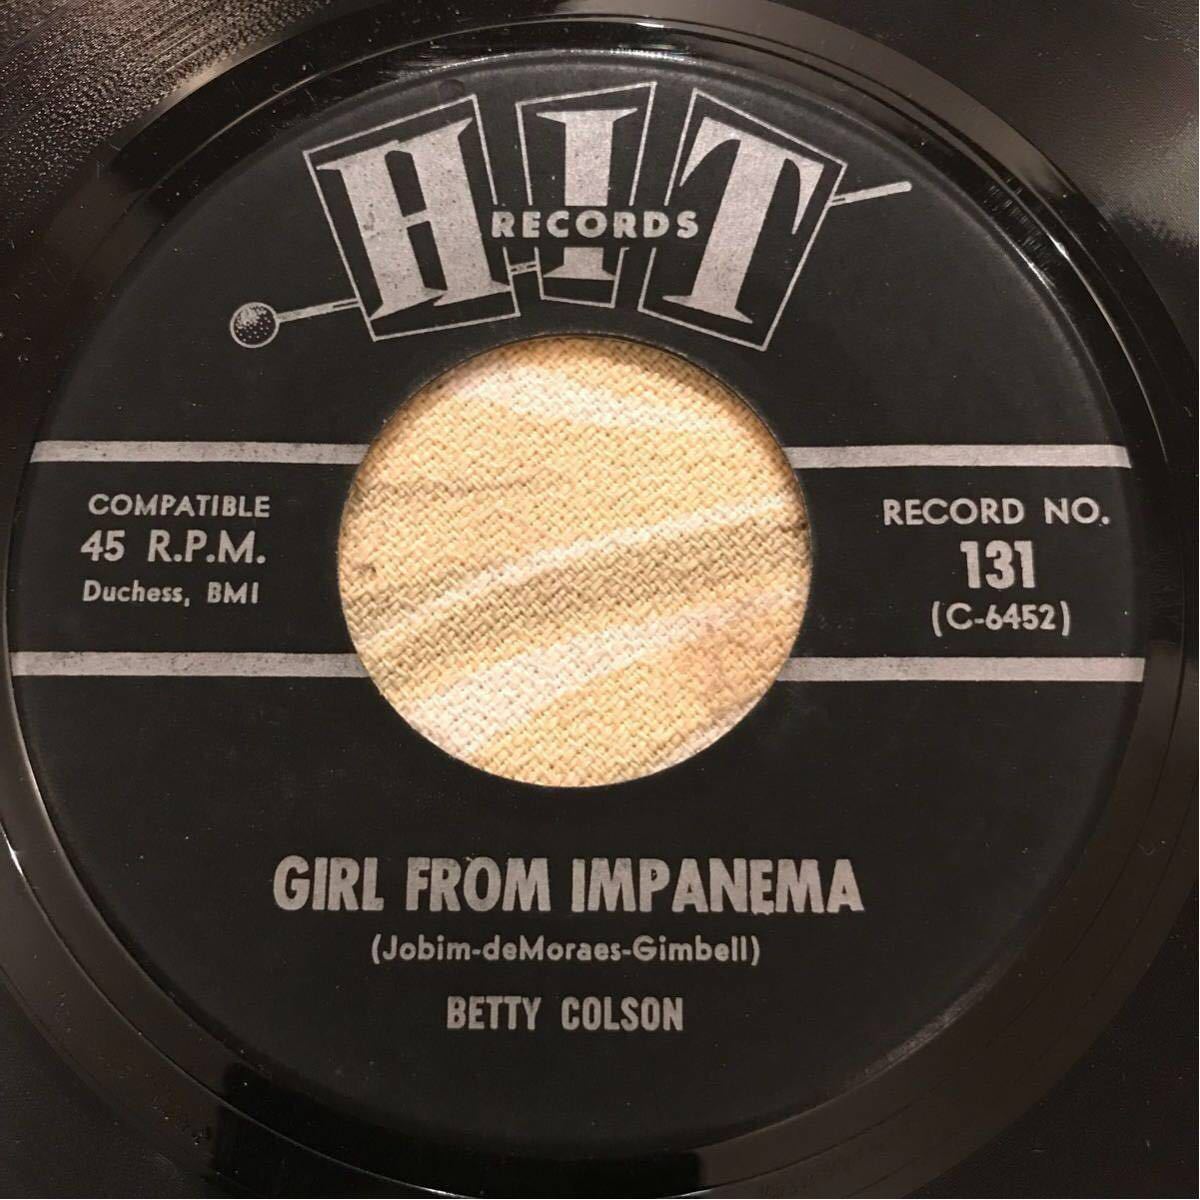 HIT
RECORDS
COMPATIBLE
45 R.P.M.
Duchess, BMI
RECORD NO.
131
(C-6452)
GIRL FROM IMPANEMA
(Jobim-deMoraes-Gimbell)
BETTY COLSON